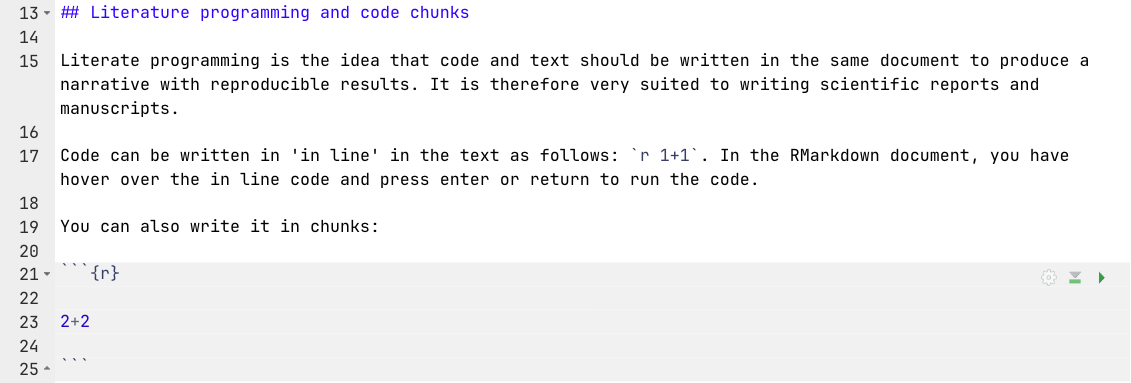 13 ## Literature programming and code chunks
14
15 Literate programming is the idea that code and text should be written in the same document to produce a
narrative with reproducible results. It is therefore very suited to writing scientific reports and
manuscripts.
16
17 Code can be written in 'in line' in the text as follows: `r 1+1`. In the RMarkdown document, you have
hover over the in line code and press enter or return to run the code.
18
19 You can also write it in chunks:
20
21 ```{r}
22
23 2+2
24
25 ```